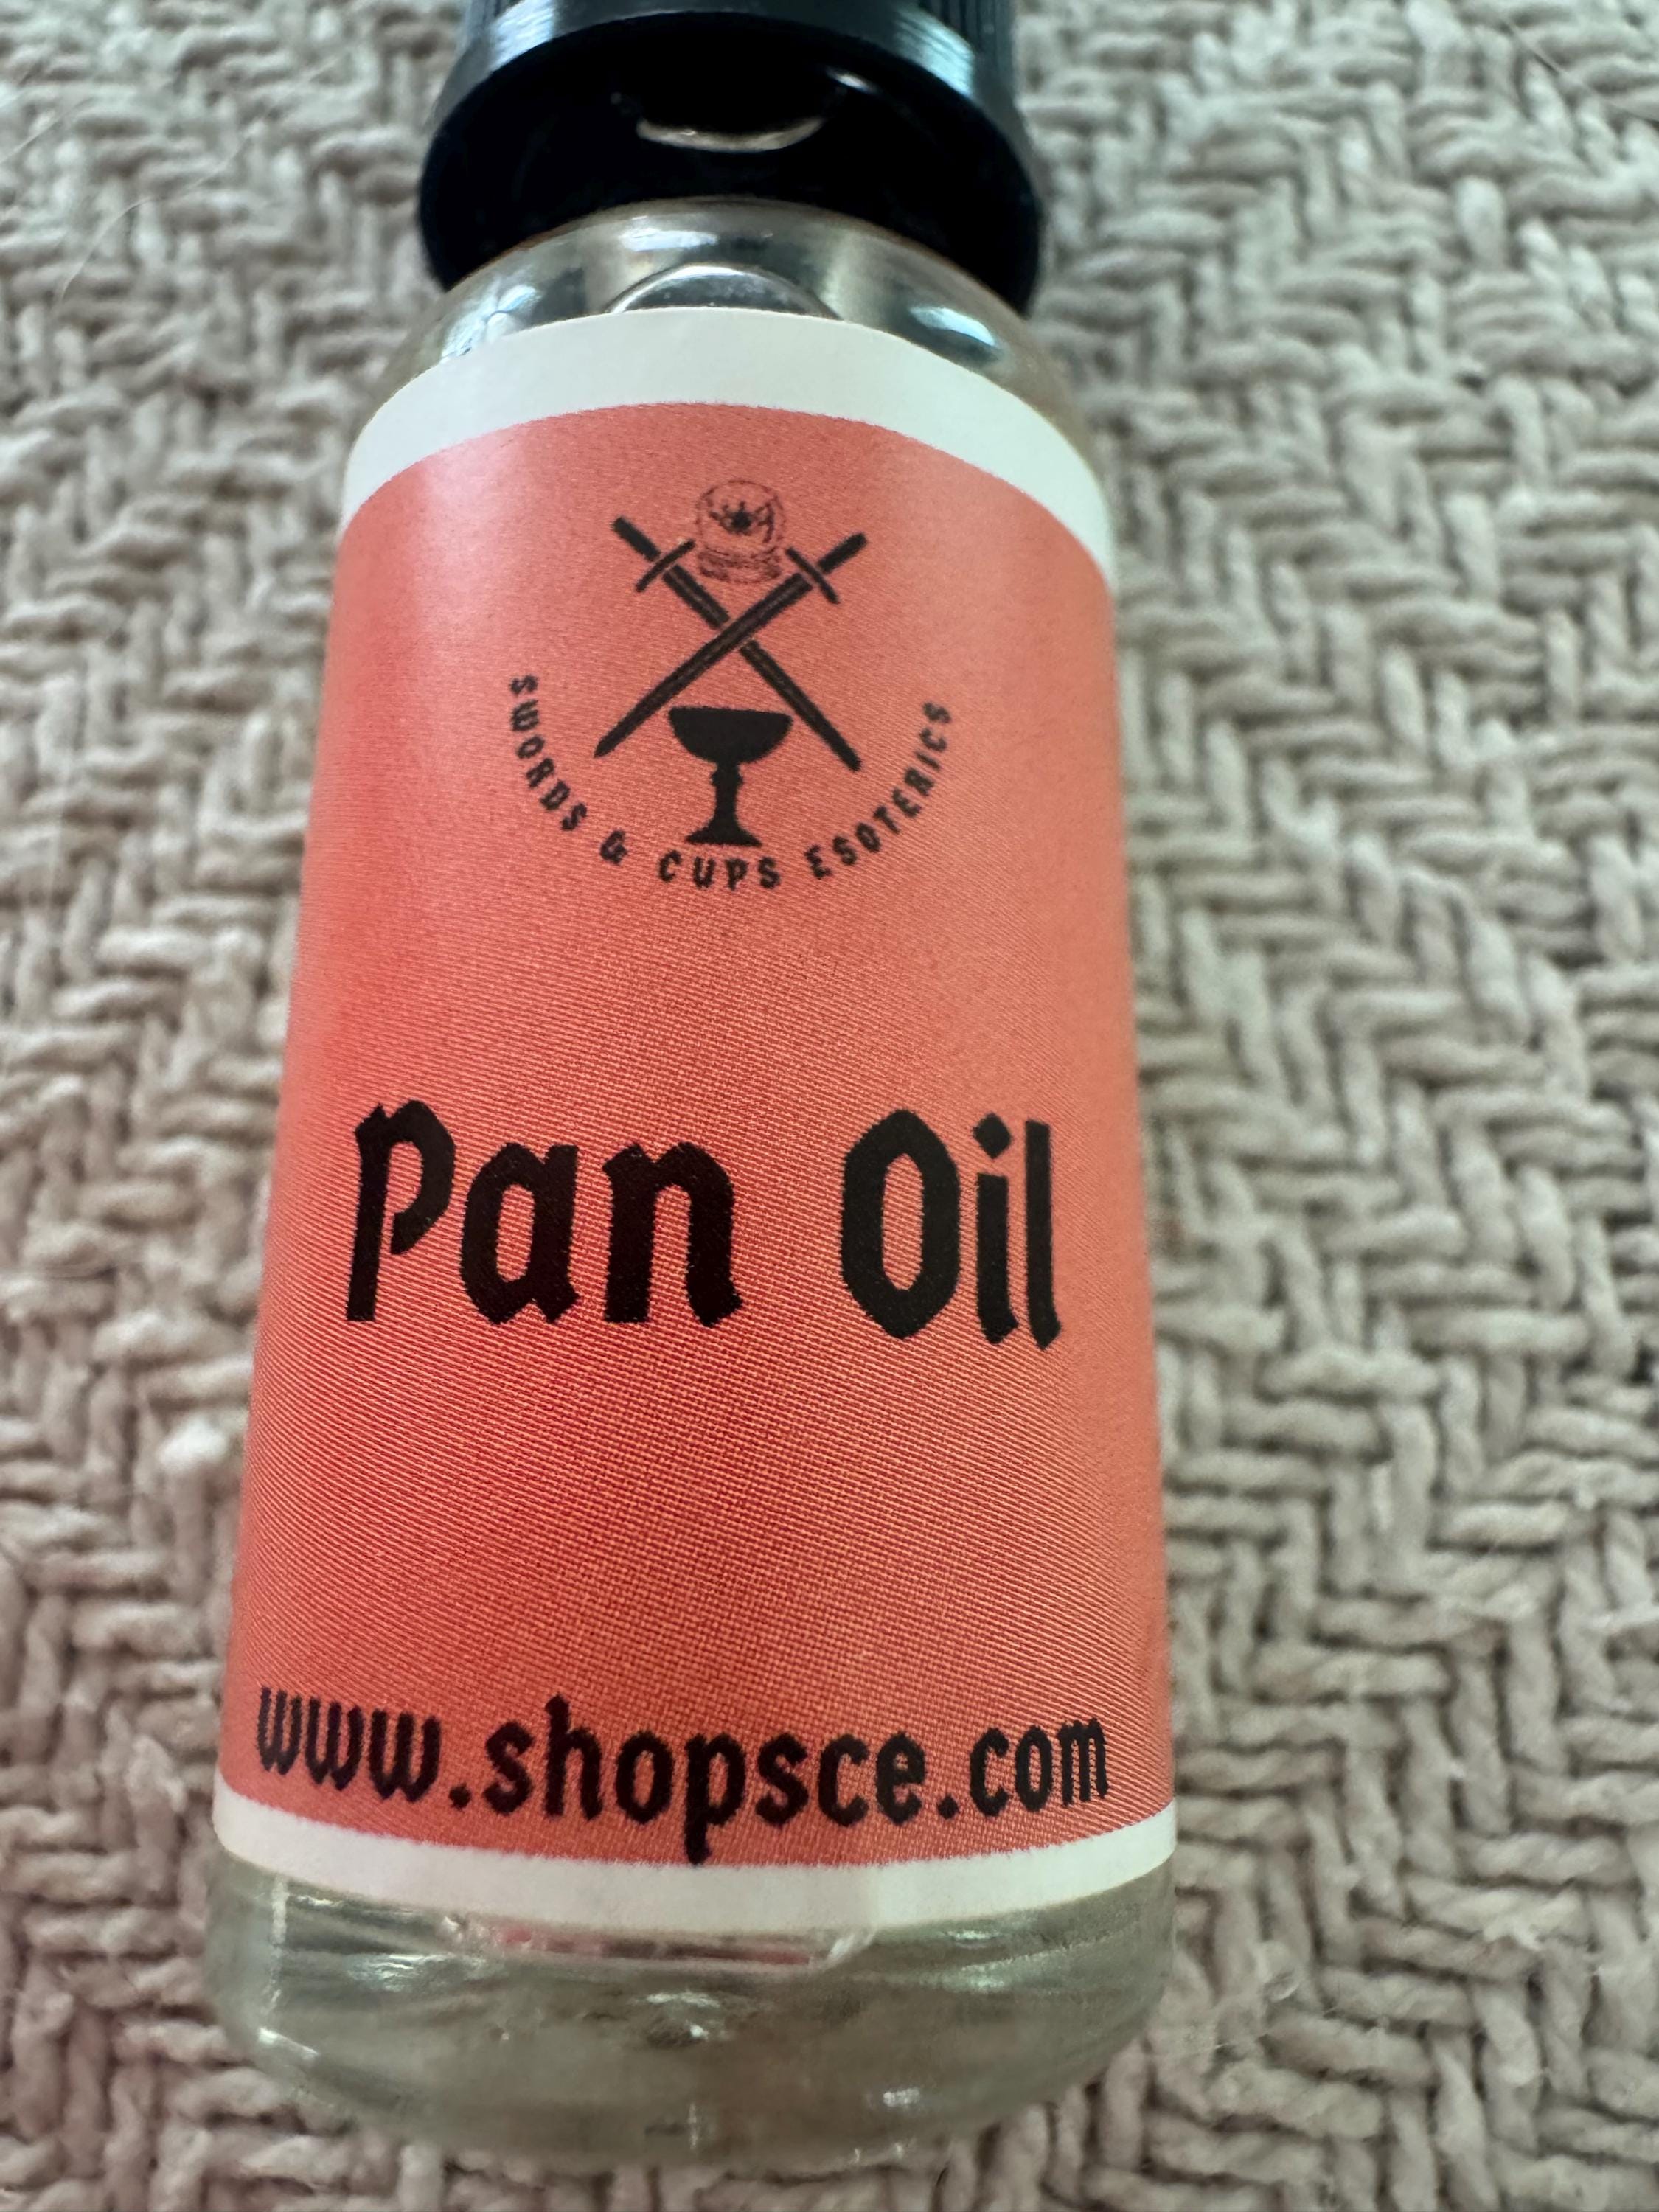 SWORDS & CUPS ESOTERICS
Pan Oil
www.shopsce.com